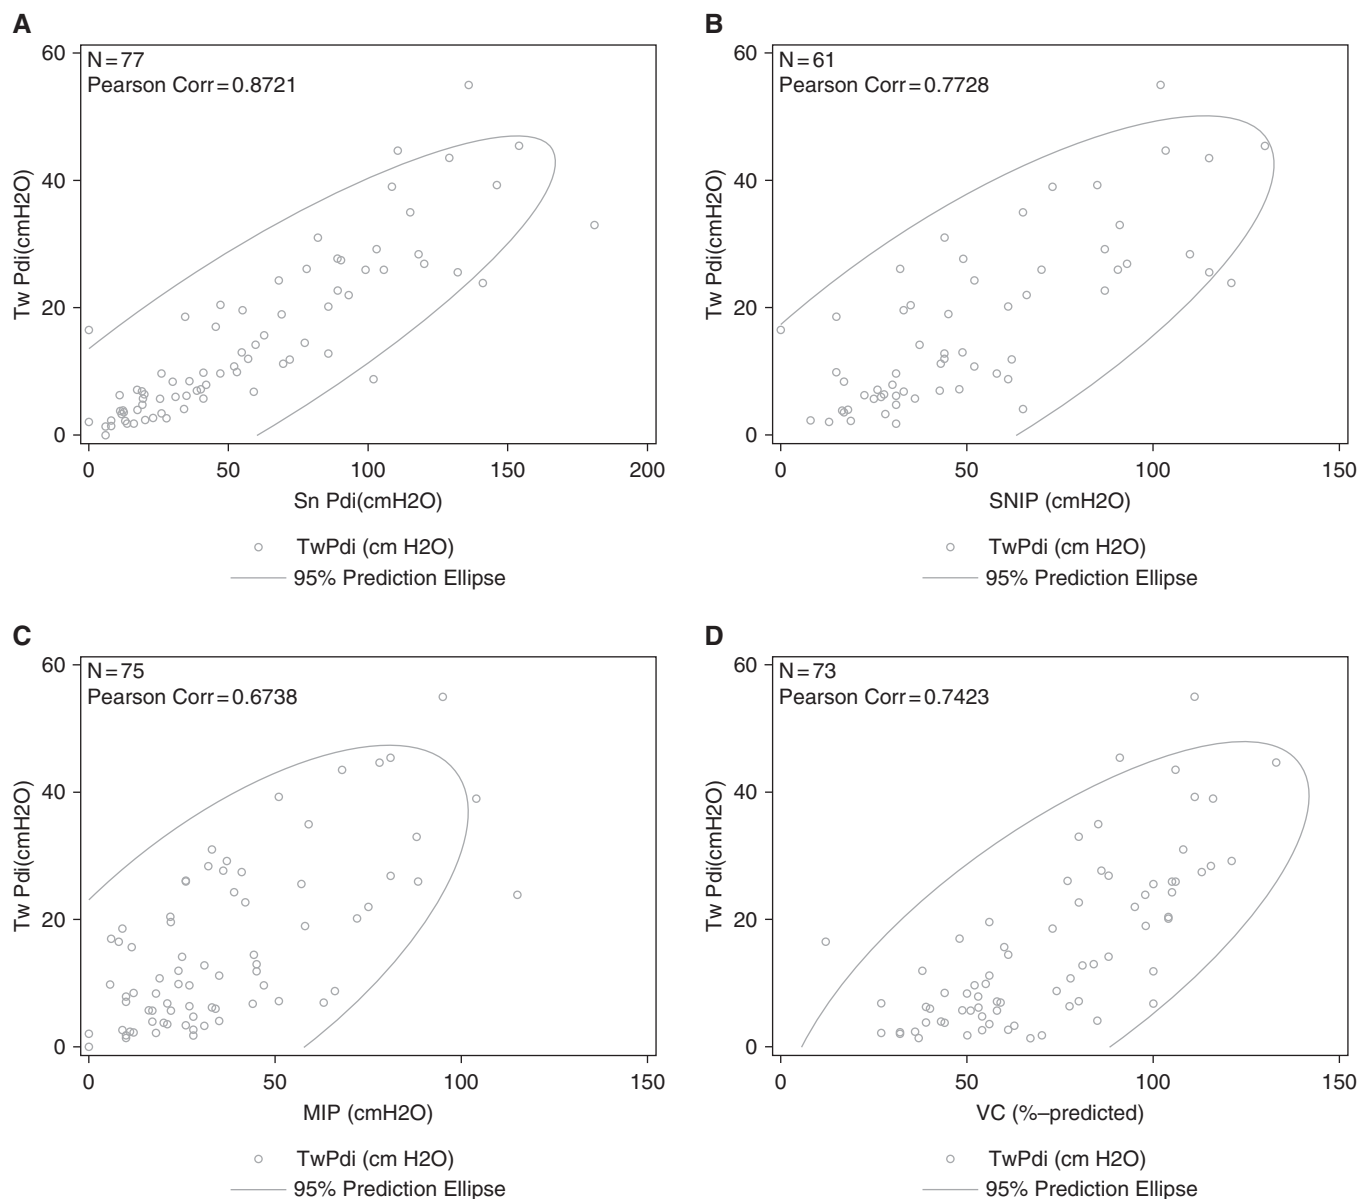 A
N=77
Pearson Corr=0.8721
60
40
20
0
Tw Pdi(cmH2O)
0 50 100 150 200
Sn Pdi(cmH2O)
TwPdi (cm H2O)
95% Prediction Ellipse
B
N=61
Pearson Corr=0.7728
60
40
20
0
Tw Pdi(cmH2O)
0 50 100 150
SNIP (cmH2O)
TwPdi (cm H2O)
95% Prediction Ellipse
C
N=75
Pearson Corr=0.6738
60
40
20
0
Tw Pdi(cmH2O)
0 50 100 150
MIP (cmH2O)
TwPdi (cm H2O)
95% Prediction Ellipse
D
N=73
Pearson Corr=0.7423
60
40
20
0
Tw Pdi(cmH2O)
0 50 100 150
VC (%–predicted)
TwPdi (cm H2O)
95% Prediction Ellipse